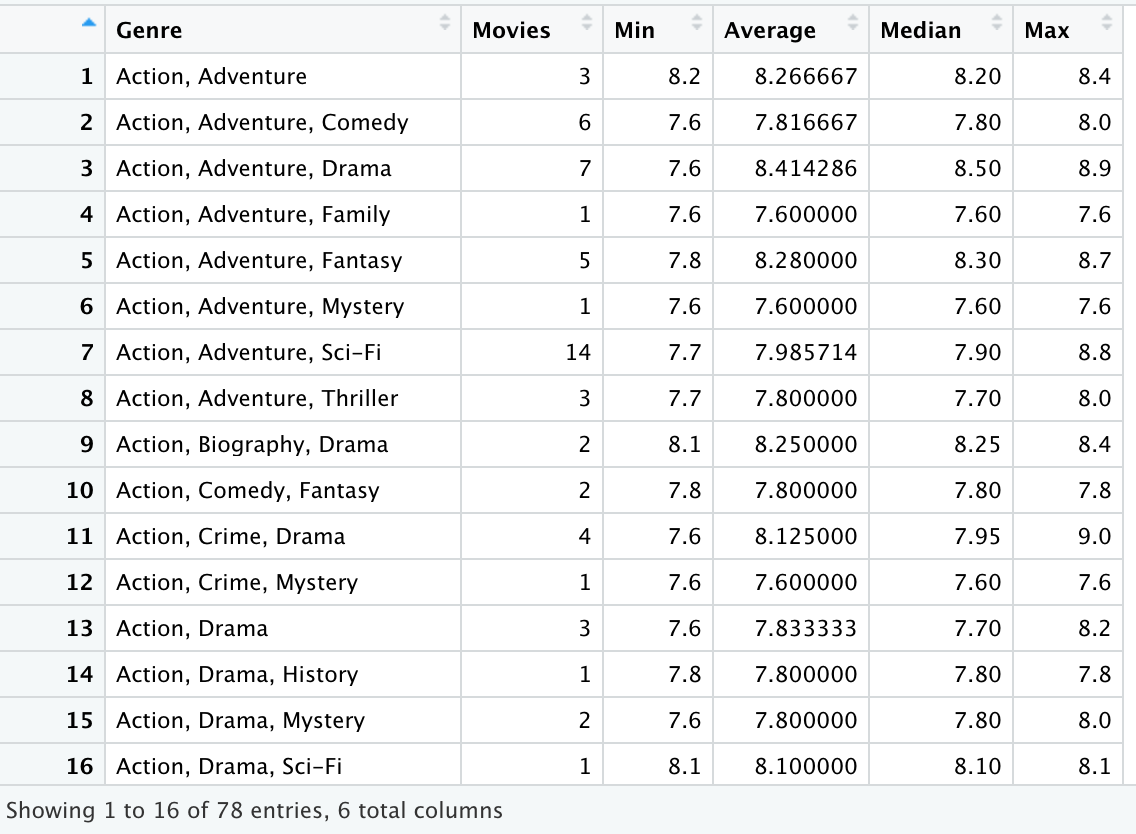 Genre Movies Min Average Median Max
1 Action, Adventure 3 8.2 8.266667 8.20 8.4
2 Action, Adventure, Comedy 6 7.6 7.816667 7.80 8.0
3 Action, Adventure, Drama 7 7.6 8.414286 8.50 8.9
4 Action, Adventure, Family 1 7.6 7.600000 7.60 7.6
5 Action, Adventure, Fantasy 5 7.8 8.280000 8.30 8.7
6 Action, Adventure, Mystery 1 7.6 7.600000 7.60 7.6
7 Action, Adventure, Sci-Fi 14 7.7 7.985714 7.90 8.8
8 Action, Adventure, Thriller 3 7.7 7.800000 7.70 8.0
9 Action, Biography, Drama 2 8.1 8.250000 8.25 8.4
10 Action, Comedy, Fantasy 2 7.8 7.800000 7.80 7.8
11 Action, Crime, Drama 4 7.6 8.125000 7.95 9.0
12 Action, Crime, Mystery 1 7.6 7.600000 7.60 7.6
13 Action, Drama 3 7.6 7.833333 7.70 8.2
14 Action, Drama, History 1 7.8 7.800000 7.80 7.8
15 Action, Drama, Mystery 2 7.6 7.800000 7.80 8.0
16 Action, Drama, Sci-Fi 1 8.1 8.100000 8.10 8.1
Showing 1 to 16 of 78 entries, 6 total columns